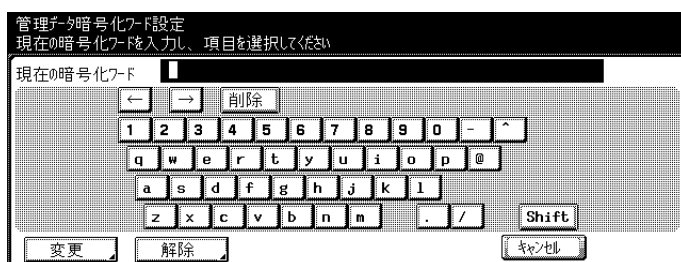 管理ﾃﾞｰﾀ暗号化ﾜｰﾄﾞ設定
現在の暗号化ﾜｰﾄﾞを入力し、項目を選択してください
現在の暗号化ﾜｰﾄﾞ
← → 削除
1 2 3 4 5 6 7 8 9 0 - ^
q w e r t y u i o p @
a s d f g h j k l
z x c v b n m . / Shift
変更 解除 ｷｬﾝｾﾙ